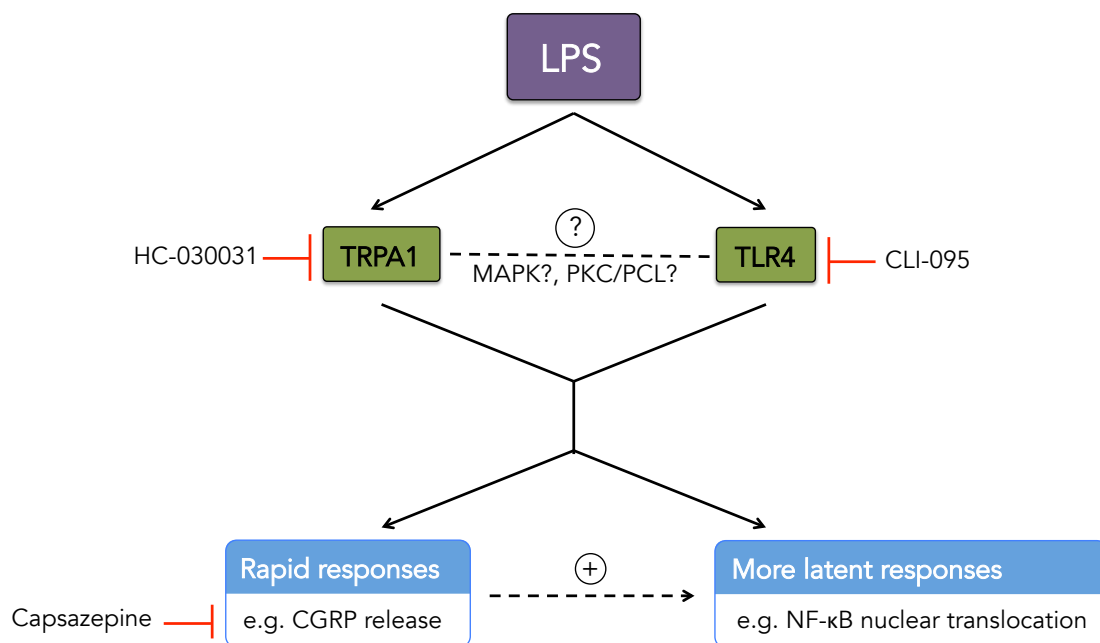 LPS
?
HC-030031
TRPA1
TLR4
CLI-095
MAPK?, PKC/PCL?
Rapid responses
+
More latent responses
Capsazepine
e.g. CGRP release
e.g. NF-κB nuclear translocation